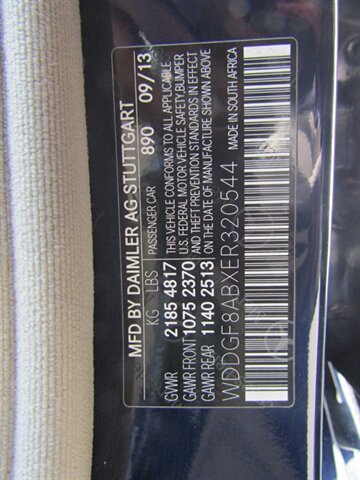 MFD BY DAIMLER AG-STUTTGART
KG LBS PASSENGER CAR 890 09/13
GVWR 2185 4817 THIS VEHICLE CONFORMS TO ALL APPLICABLE
GAWR FRONT 1075 2370 U.S. FEDERAL MOTOR VEHICLE SAFETY, BUMPER
GAWR REAR 1140 2513 AND THEFT PREVENTION STANDARDS IN EFFECT
ON THE DATE OF MANUFACTURE SHOWN ABOVE
WDDGF8ABXER320544 MADE IN SOUTH AFRICA